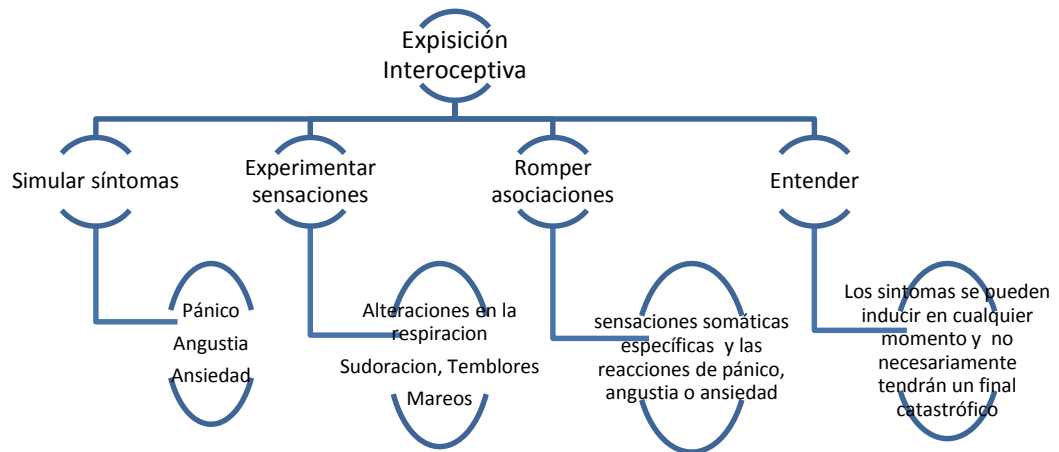 Expisición
Interoceptiva
Simular síntomas
Experimentar
sensaciones
Romper
asociaciones
Entender
Pánico
Angustia
Ansiedad
Alteraciones en la
respiracion
Sudoracion, Temblores
Mareos
sensaciones somáticas
específicas y las
reacciones de pánico,
angustia o ansiedad
Los sintomas se pueden
inducir en cualquier
momento y no
necesariamente
tendrán un final
catastrófico